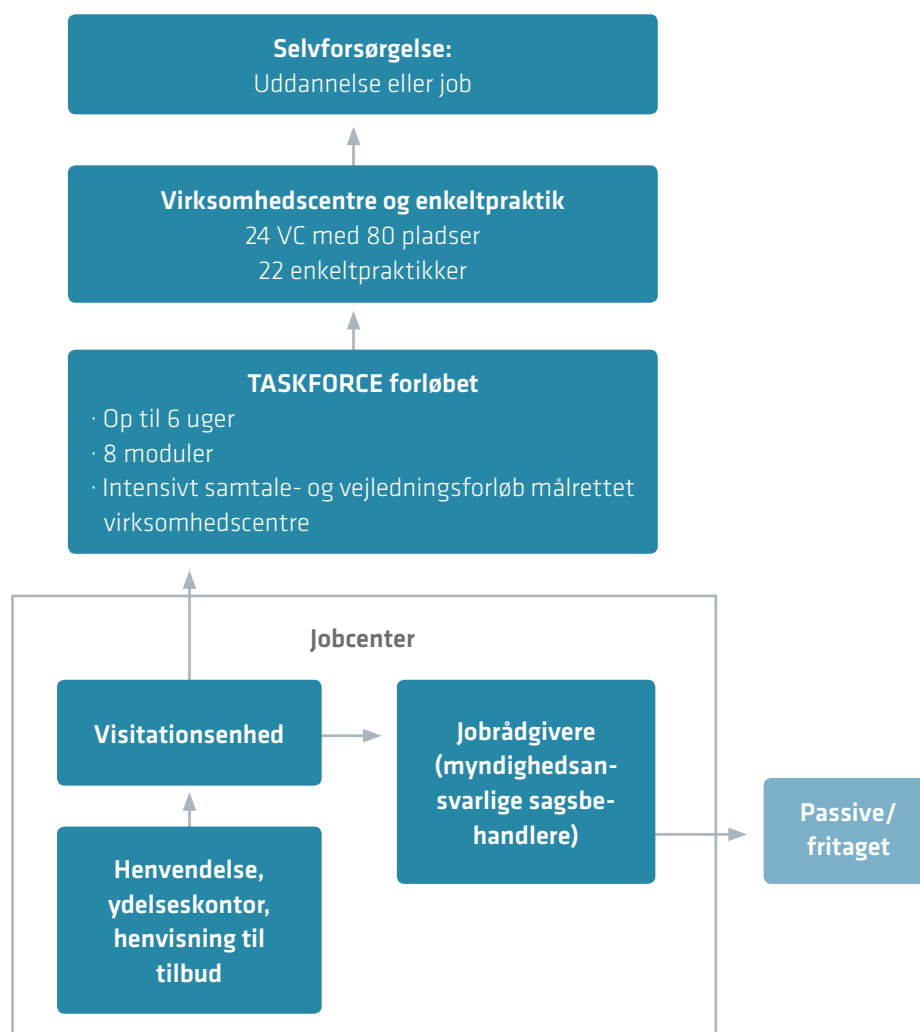 Selvforsørgelse:
Uddannelse eller job
Virksomhedscentre og enkeltpraktik
24 VC med 80 pladser
22 enkeltpraktikker
TASKFORCE forløbet
· Op til 6 uger
· 8 moduler
· Intensivt samtale- og vejledningsforløb målrettet
virksomhedscentre
Jobcenter
Visitationsenhed
Jobrådgivere
(myndighedsan-
svarlige sagsbe-
handlere)
Passive/
fritaget
Henvendelse,
ydelseskontor,
henvisning til
tilbud